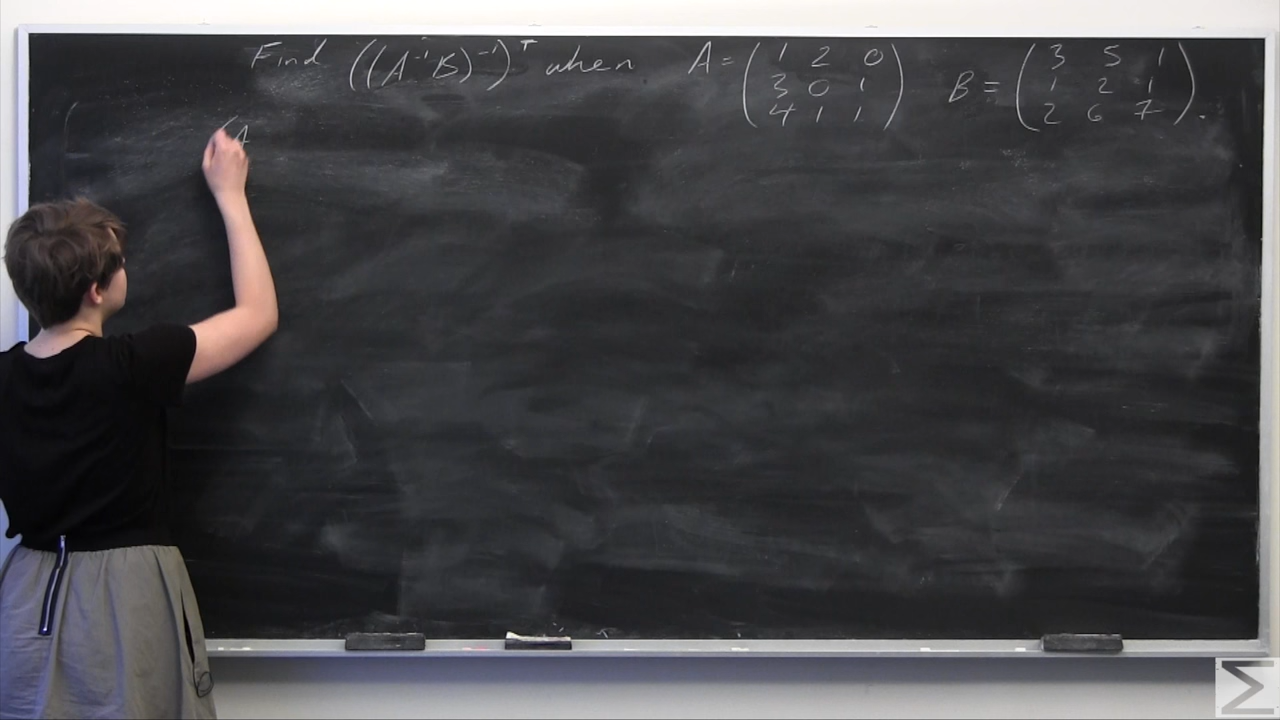 Find ((A⁻¹B)⁻¹)ᵀ when A = ( 1 2 0 B = ( 3 5 1
3 0 1 1 2 1
4 1 1 ) 2 6 7 ).
(A
Σ